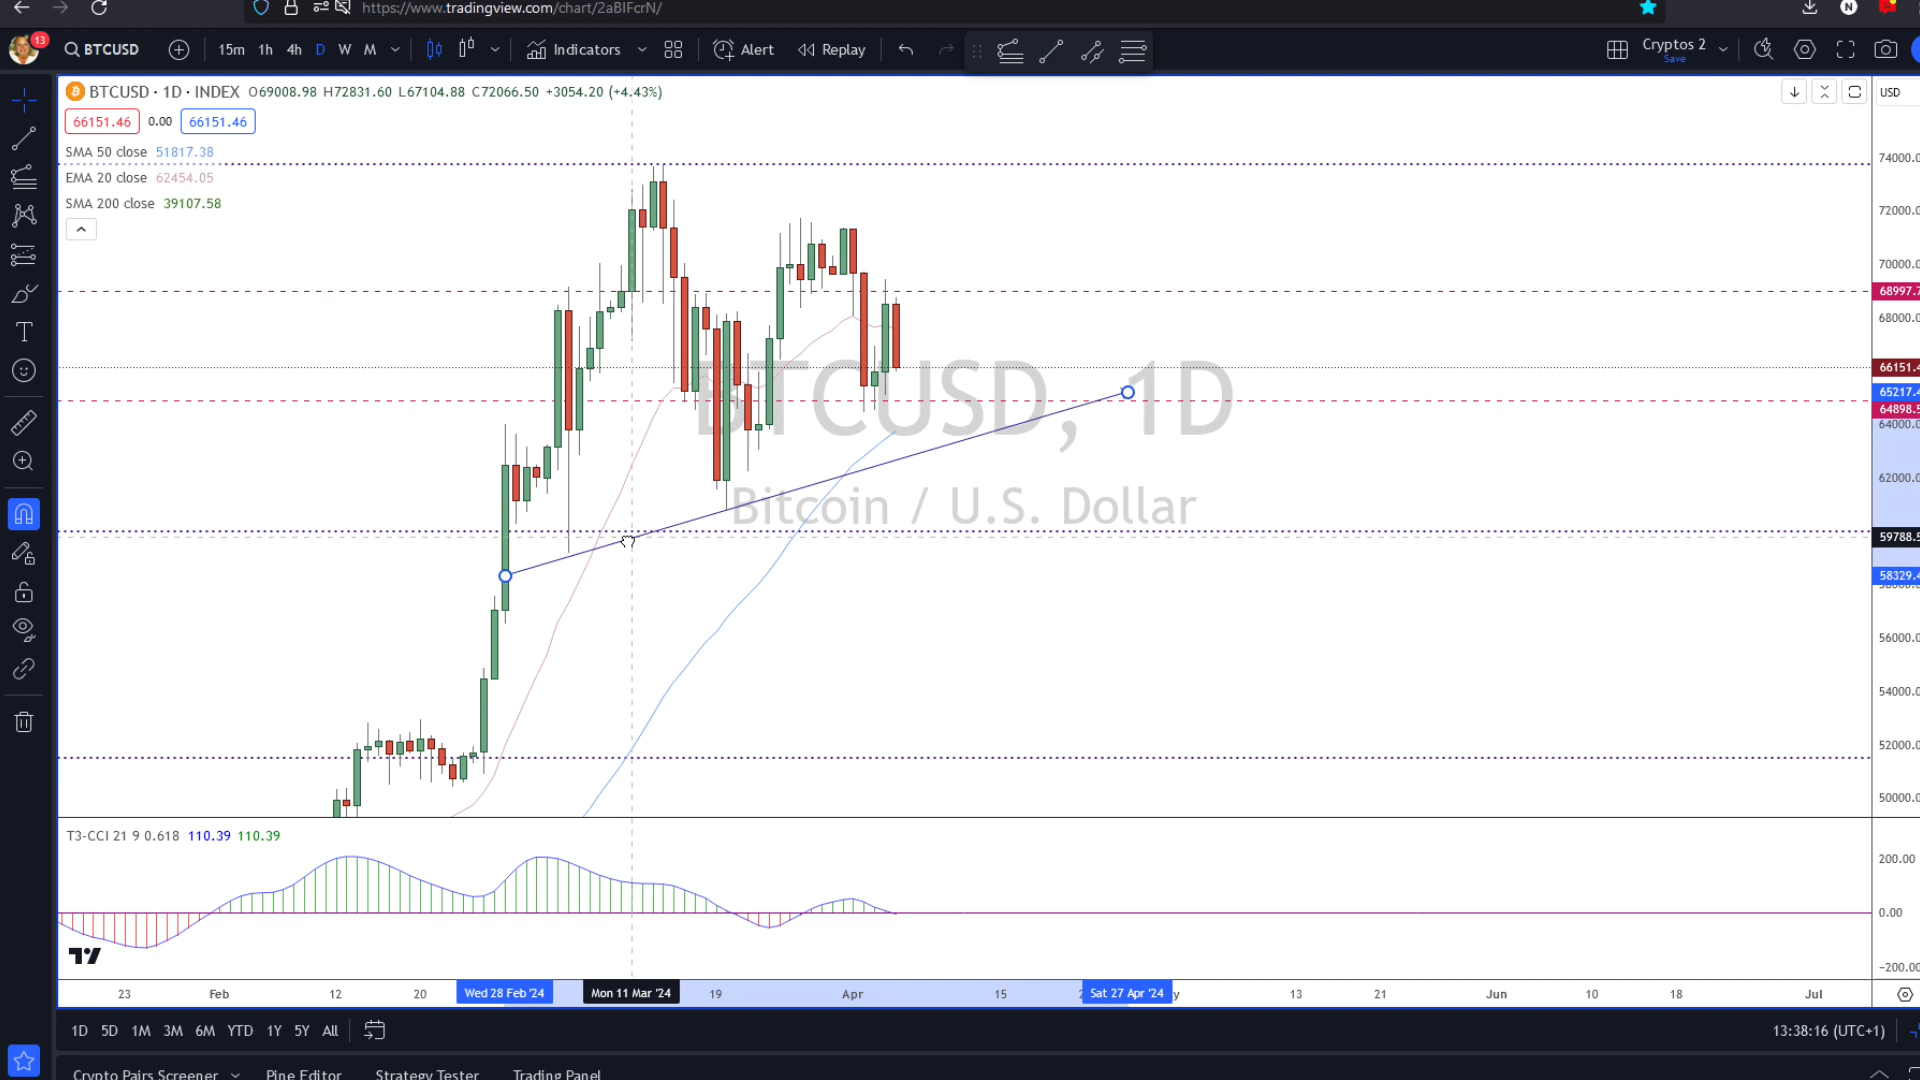 https://www.tradingview.com/chart/2aBIFcrN/
13 BTCUSD 15m 1h 4h D W M Indicators Alert Replay Cryptos 2
Save
BTCUSD · 1D · INDEX O69008.98 H72831.60 L67104.88 C72066.50 +3054.20 (+4.43%) USD
66151.46 0.00 66151.46
SMA 50 close 51817.38
74000.0
EMA 20 close 62454.05
SMA 200 close 39107.58
72000.0
70000.0
68997.7
68000.0
66151.4
65217.4
64898.5
64000.0
62000.0
59788.5
58329.4
56000.0
54000.0
52000.0
50000.0
BTCUSD, 1D
Bitcoin / U.S. Dollar
T3-CCI 21 9 0.618 110.39 110.39
200.00
0.00
-200.00
23 Feb 12 20 Wed 28 Feb '24 Mon 11 Mar '24 19 Apr 15 Sat 27 Apr '24 13 21 Jun 10 18 Jul
1D 5D 1M 3M 6M YTD 1Y 5Y All 13:38:16 (UTC+1)
Crypto Pairs Screener Pine Editor Strategy Tester Trading Panel